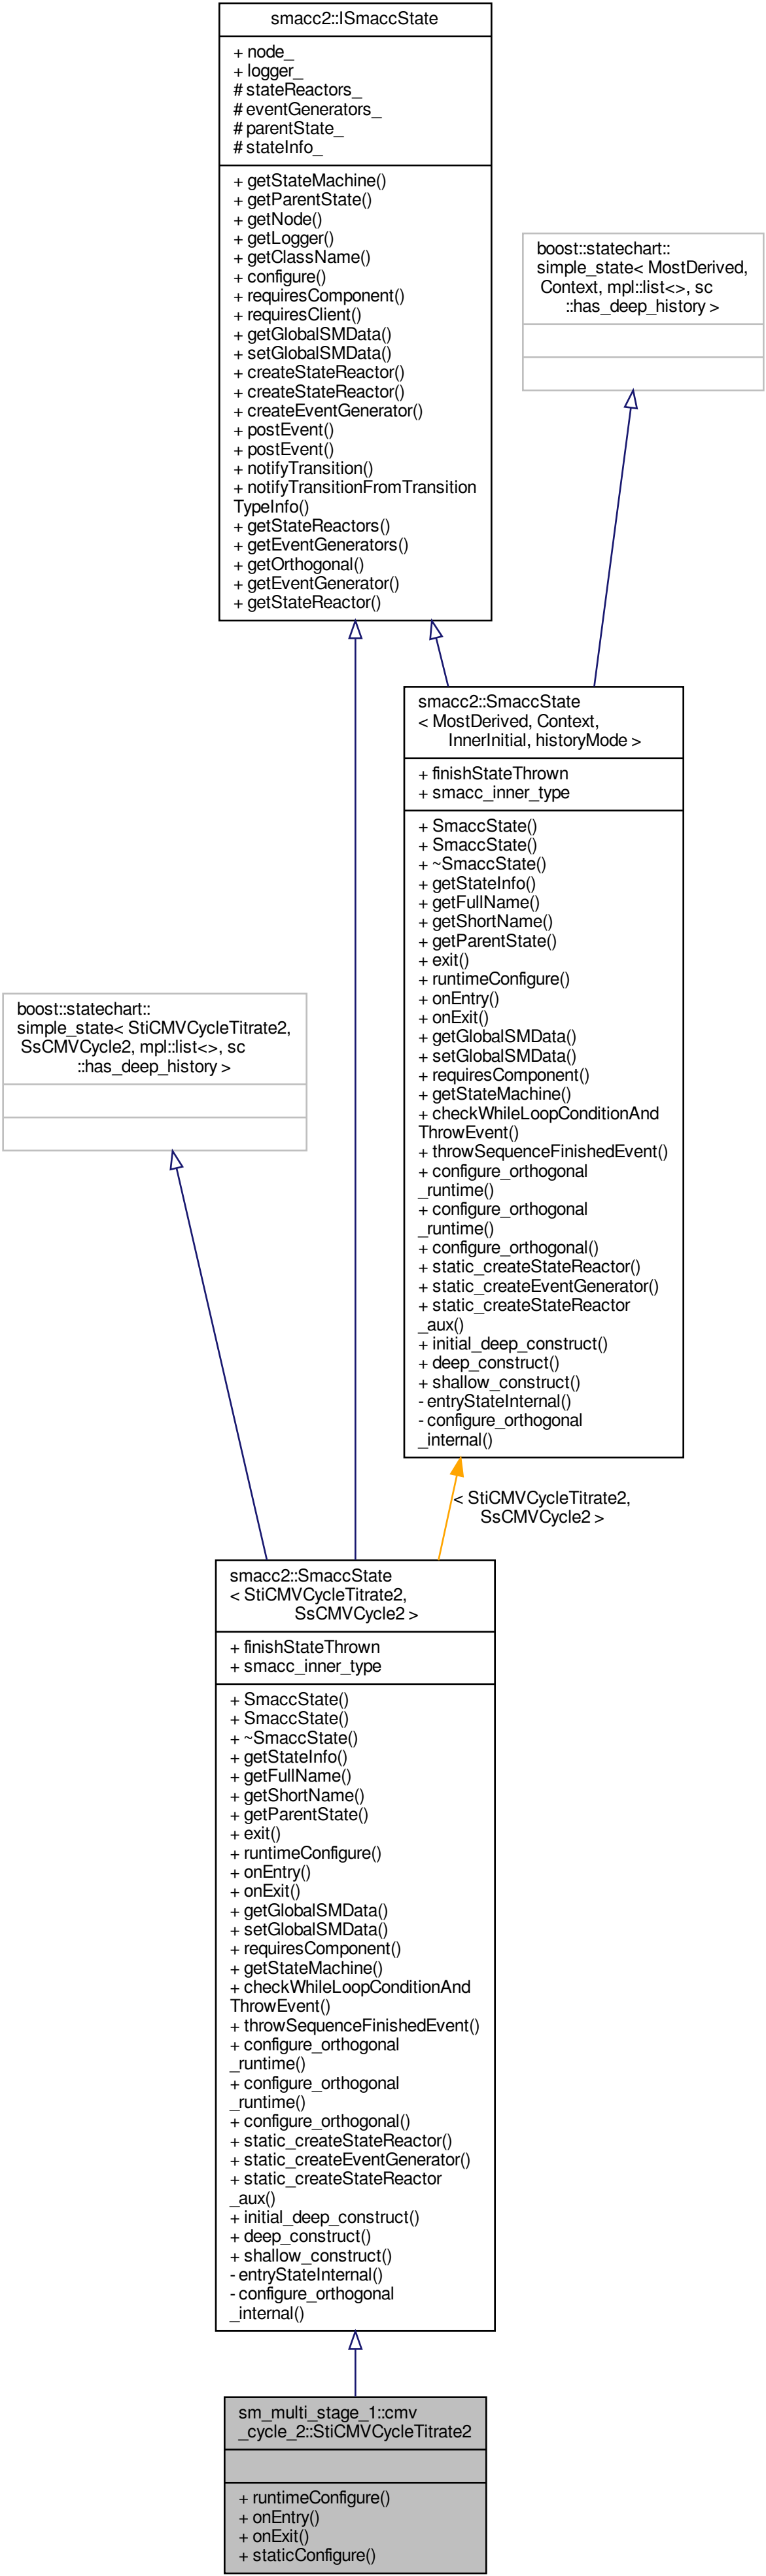 smacc2::ISmaccState
+ node_
+ logger_
# stateReactors_
# eventGenerators_
# parentState_
# stateInfo_
+ getStateMachine()
+ getParentState()
+ getNode()
+ getLogger()
+ getClassName()
+ configure()
+ requiresComponent()
+ requiresClient()
+ getGlobalSMData()
+ setGlobalSMData()
+ createStateReactor()
+ createStateReactor()
+ createEventGenerator()
+ postEvent()
+ postEvent()
+ notifyTransition()
+ notifyTransitionFromTransition
TypeInfo()
+ getStateReactors()
+ getEventGenerators()
+ getOrthogonal()
+ getEventGenerator()
+ getStateReactor()
boost::statechart::
simple_state< MostDerived,
Context, mpl::list<>, sc
::has_deep_history >
smacc2::SmaccState
< MostDerived, Context,
InnerInitial, historyMode >
+ finishStateThrown
+ smacc_inner_type
+ SmaccState()
+ SmaccState()
+ ~SmaccState()
+ getStateInfo()
+ getFullName()
+ getShortName()
+ getParentState()
+ exit()
+ runtimeConfigure()
+ onEntry()
+ onExit()
+ getGlobalSMData()
+ setGlobalSMData()
+ requiresComponent()
+ getStateMachine()
+ checkWhileLoopConditionAnd
ThrowEvent()
+ throwSequenceFinishedEvent()
+ configure_orthogonal
_runtime()
+ configure_orthogonal
_runtime()
+ configure_orthogonal()
+ static_createStateReactor()
+ static_createEventGenerator()
+ static_createStateReactor
_aux()
+ initial_deep_construct()
+ deep_construct()
+ shallow_construct()
- entryStateInternal()
- configure_orthogonal
_internal()
boost::statechart::
simple_state< StiCMVCycleTitrate2,
SsCMVCycle2, mpl::list<>, sc
::has_deep_history >
< StiCMVCycleTitrate2,
SsCMVCycle2 >
smacc2::SmaccState
< StiCMVCycleTitrate2,
SsCMVCycle2 >
+ finishStateThrown
+ smacc_inner_type
+ SmaccState()
+ SmaccState()
+ ~SmaccState()
+ getStateInfo()
+ getFullName()
+ getShortName()
+ getParentState()
+ exit()
+ runtimeConfigure()
+ onEntry()
+ onExit()
+ getGlobalSMData()
+ setGlobalSMData()
+ requiresComponent()
+ getStateMachine()
+ checkWhileLoopConditionAnd
ThrowEvent()
+ throwSequenceFinishedEvent()
+ configure_orthogonal
_runtime()
+ configure_orthogonal
_runtime()
+ configure_orthogonal()
+ static_createStateReactor()
+ static_createEventGenerator()
+ static_createStateReactor
_aux()
+ initial_deep_construct()
+ deep_construct()
+ shallow_construct()
- entryStateInternal()
- configure_orthogonal
_internal()
sm_multi_stage_1::cmv
_cycle_2::StiCMVCycleTitrate2
+ runtimeConfigure()
+ onEntry()
+ onExit()
+ staticConfigure()